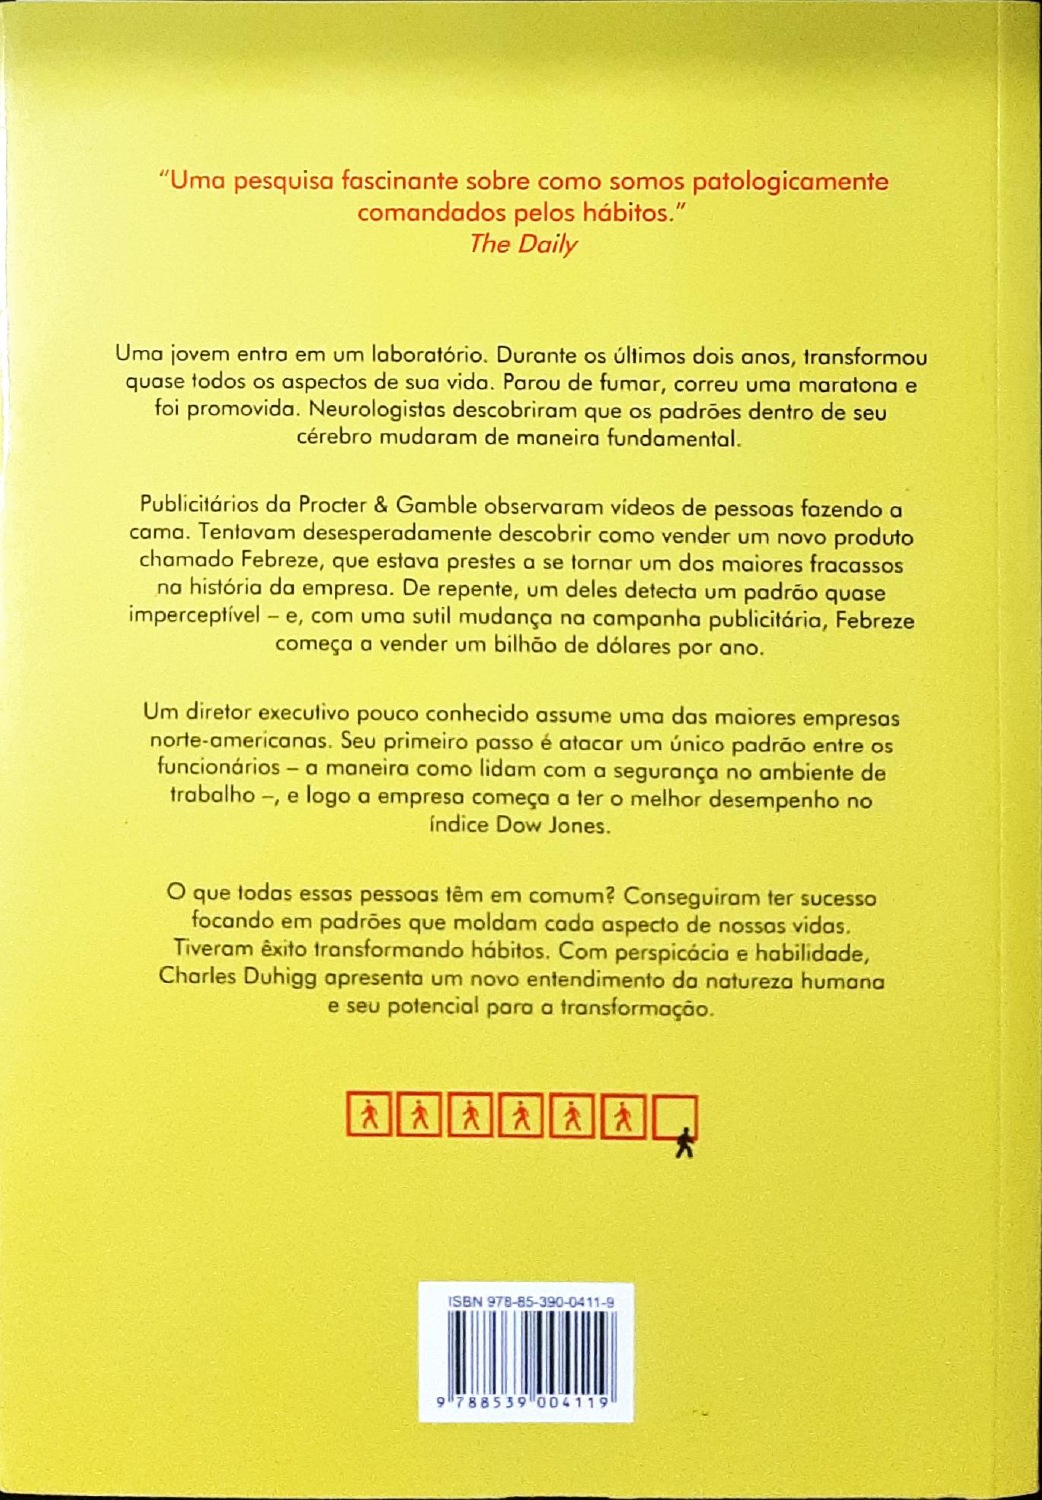 “Uma pesquisa fascinante sobre como somos patologicamente
comandados pelos hábitos.”
The Daily
Uma jovem entra em um laboratório. Durante os últimos dois anos, transformou
quase todos os aspectos de sua vida. Parou de fumar, correu uma maratona e
foi promovida. Neurologistas descobriram que os padrões dentro de seu
cérebro mudaram de maneira fundamental.
Publicitários da Procter & Gamble observaram vídeos de pessoas fazendo a
cama. Tentavam desesperadamente descobrir como vender um novo produto
chamado Febreze, que estava prestes a se tornar um dos maiores fracassos
na história da empresa. De repente, um deles detecta um padrão quase
imperceptível – e, com uma sutil mudança na campanha publicitária, Febreze
começa a vender um bilhão de dólares por ano.
Um diretor executivo pouco conhecido assume uma das maiores empresas
norte-americanas. Seu primeiro passo é atacar um único padrão entre os
funcionários – a maneira como lidam com a segurança no ambiente de
trabalho –, e logo a empresa começa a ter o melhor desempenho no
índice Dow Jones.
O que todas essas pessoas têm em comum? Conseguiram ter sucesso
focando em padrões que moldam cada aspecto de nossas vidas.
Tiveram êxito transformando hábitos. Com perspicácia e habilidade,
Charles Duhigg apresenta um novo entendimento da natureza humana
e seu potencial para a transformação.
ISBN 978-85-390-0411-9
9 788539 004119